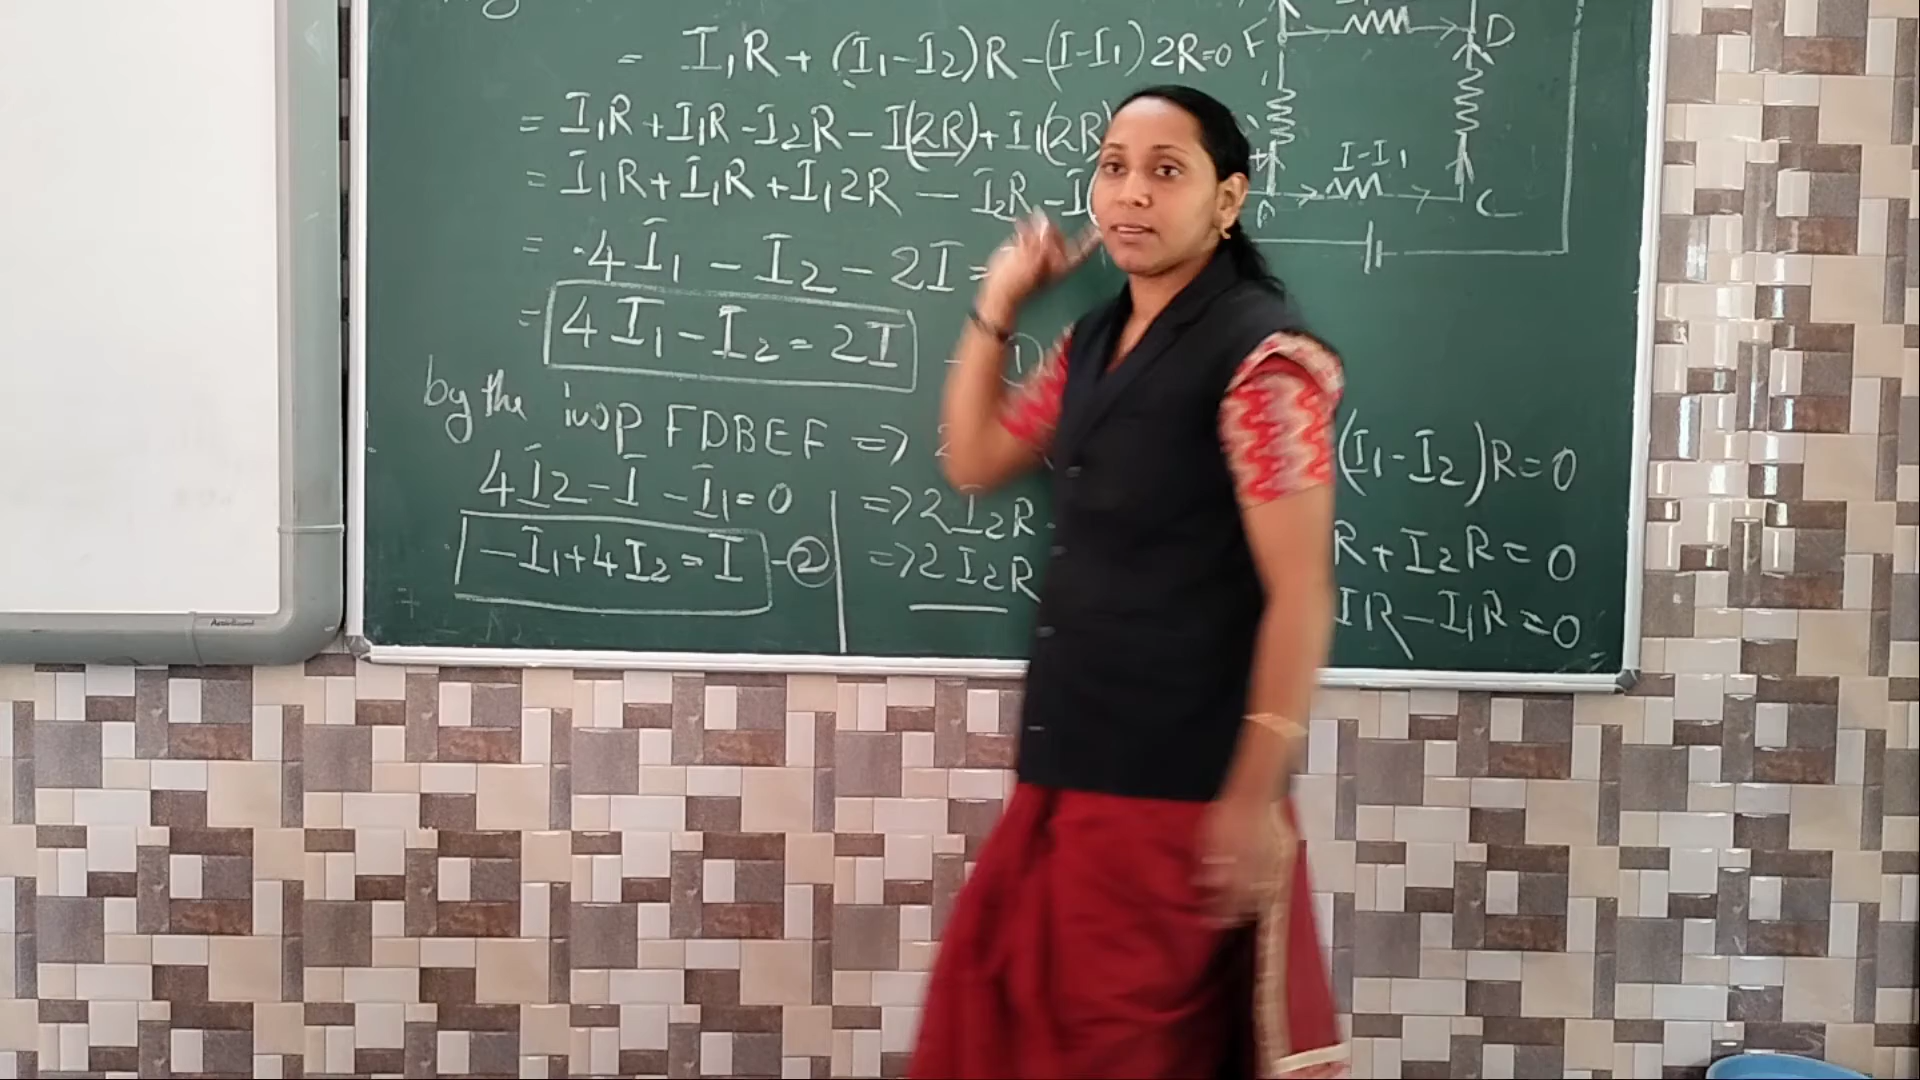 = I₁R + (I₁-I₂)R -(I-I₁) 2R=0
= I₁R +I₁R -I₂R - I(2R)+ I₁(2R)
= I₁R + I₁R + I₁2R - I₂R -I
= 4I₁ - I₂ - 2I =
= 4I₁ - I₂ = 2I
by the loop FDBEF =>
4I2 - I - I₁=0
-I₁+4I₂=I -②
=> 2I₂R
=> 2I₂R
(I₁-I₂)R=0
R+I₂R=0
IR-I₁R=0
F
D
I-I₁
A
C
ActivBoard